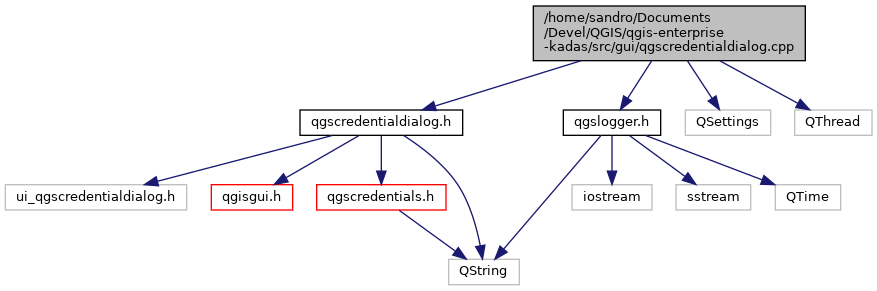 /home/sandro/Documents
/Devel/QGIS/qgis-enterprise
-kadas/src/gui/qgscredentialdialog.cpp
qgscredentialdialog.h
qgslogger.h
QSettings
QThread
ui_qgscredentialdialog.h
qgisgui.h
qgscredentials.h
iostream
sstream
QTime
QString